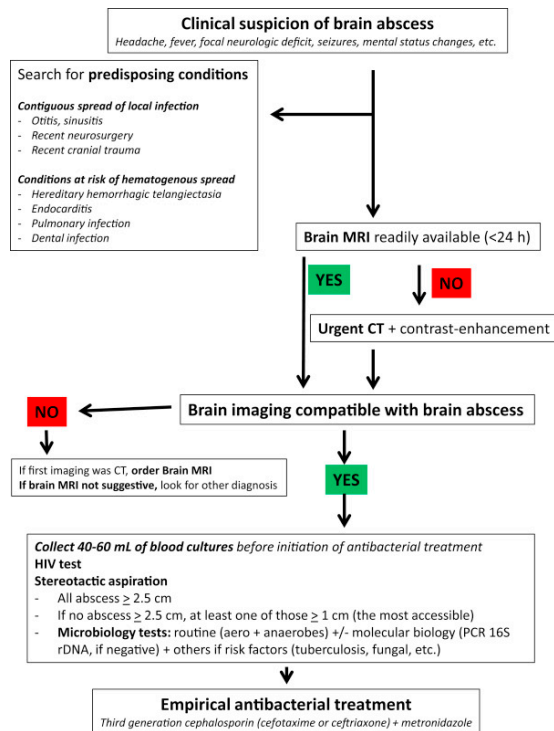 Clinical suspicion of brain abscess
Headache, fever, focal neurologic deficit, seizures, mental status changes, etc.
Search for predisposing conditions
Contiguous spread of local infection
- Otitis, sinusitis
- Recent neurosurgery
- Recent cranial trauma
Conditions at risk of hematogenous spread
- Hereditary hemorrhagic telangiectasia
- Endocarditis
- Pulmonary infection
- Dental infection
Brain MRI readily available (<24 h)
YES
NO
Urgent CT + contrast-enhancement
Brain imaging compatible with brain abscess
NO
YES
If first imaging was CT, order Brain MRI
If brain MRI not suggestive, look for other diagnosis
Collect 40-60 mL of blood cultures before initiation of antibacterial treatment
HIV test
Stereotactic aspiration
- All abscess ≥ 2.5 cm
- If no abscess ≥ 2.5 cm, at least one of those ≥ 1 cm (the most accessible)
- Microbiology tests: routine (aero + anaerobes) +/- molecular biology (PCR 16S
rDNA, if negative) + others if risk factors (tuberculosis, fungal, etc.)
Empirical antibacterial treatment
Third generation cephalosporin (cefotaxime or ceftriaxone) + metronidazole